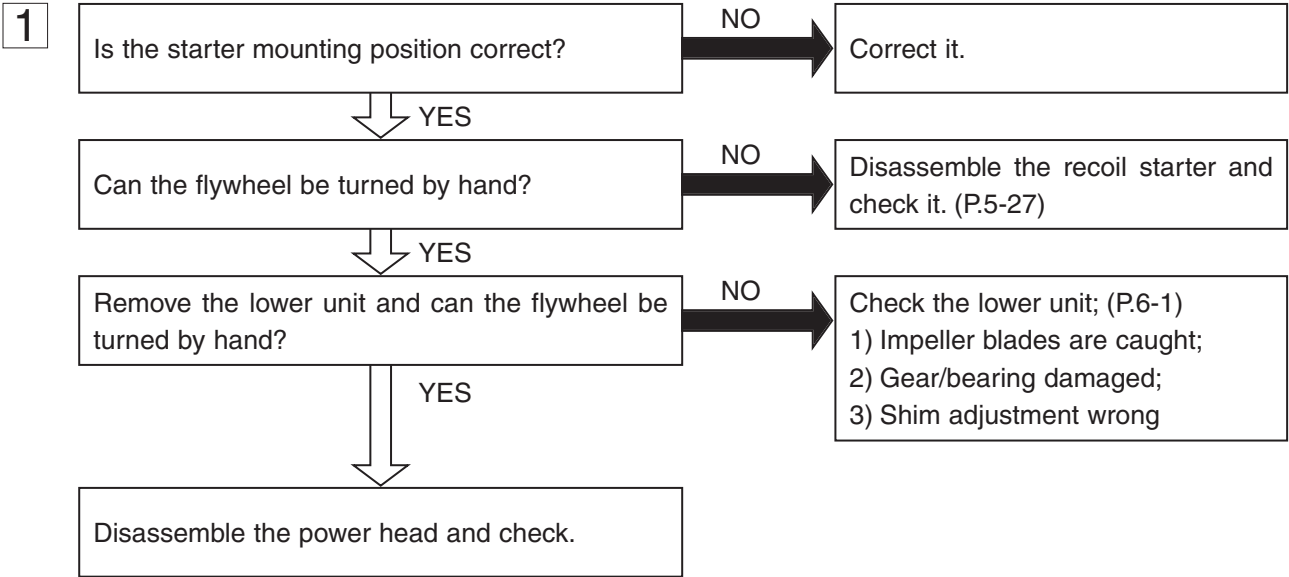 1
Is the starter mounting position correct?
NO
Correct it.
YES
Can the flywheel be turned by hand?
NO
Disassemble the recoil starter and
check it. (P.5-27)
YES
Remove the lower unit and can the flywheel be
turned by hand?
NO
Check the lower unit; (P.6-1)
1) Impeller blades are caught;
2) Gear/bearing damaged;
3) Shim adjustment wrong
YES
Disassemble the power head and check.